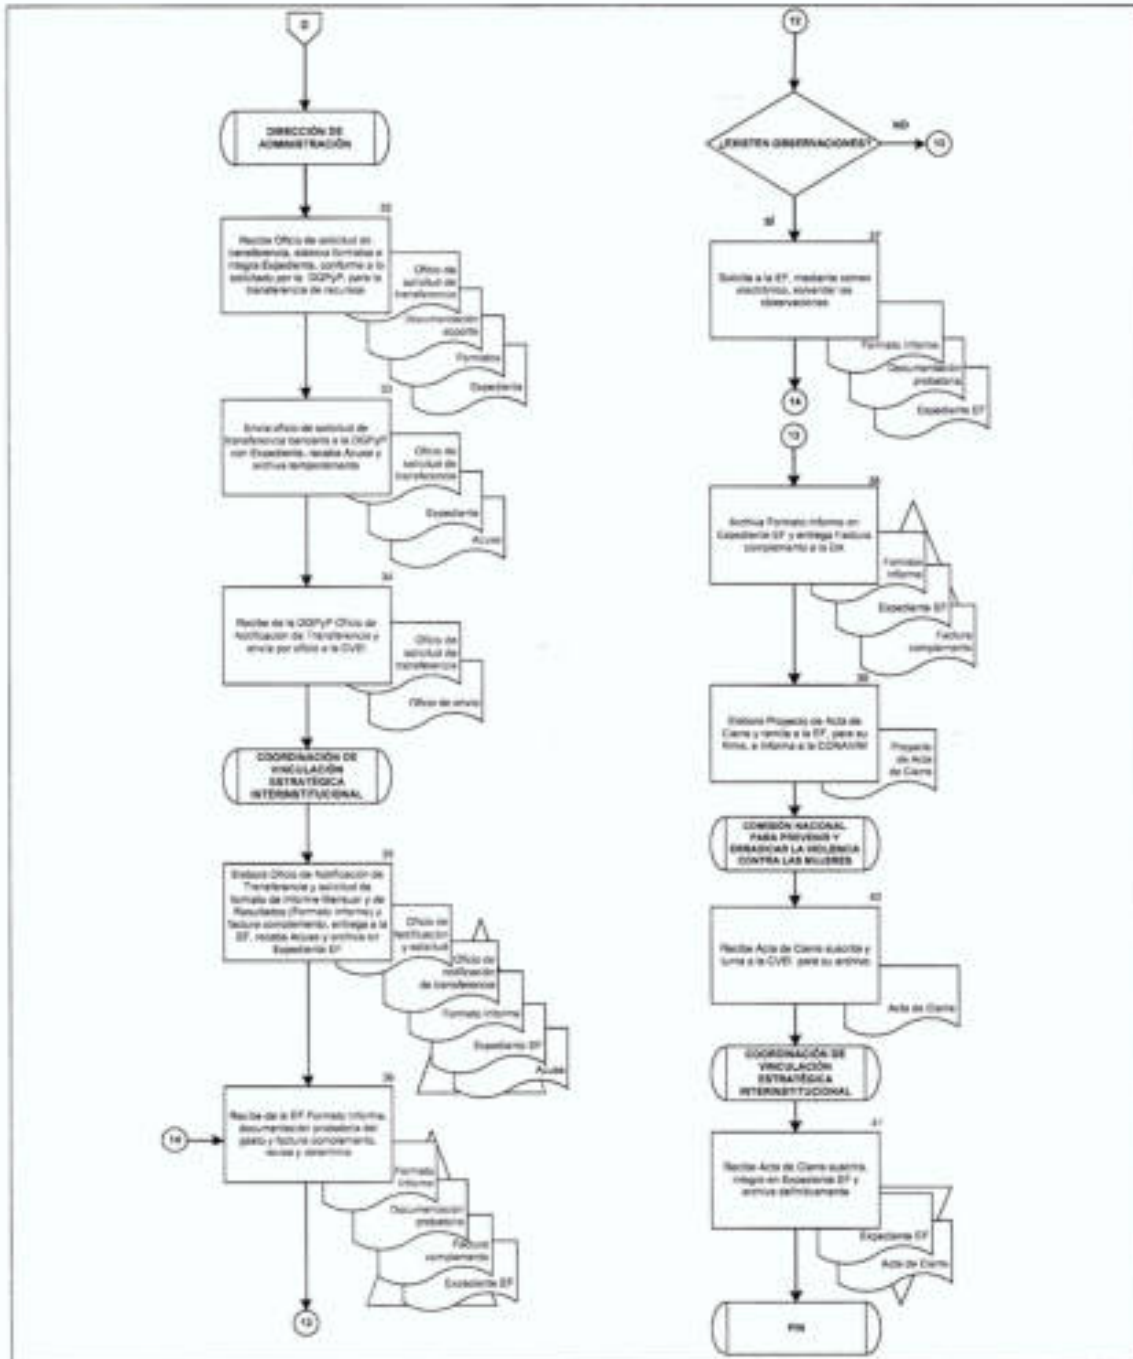 D
DIRECCIÓN DE
ADMINISTRACIÓN
32
Recibe Oficio de solicitud de
transferencia, elabora formatos e
integra Expediente, conforme a lo
solicitado por la DGPyP, para la
transferencia de recursos
Oficio de
solicitud de
transferencia
Documentación
soporte
Formatos
Expediente
33
Envía oficio de solicitud de
transferencia bancaria a la DGPyP
con Expediente, recaba Acuse y
archiva temporalmente
Oficio de
solicitud de
transferencia
Expediente
Acuse
34
Recibe de la DGPyP Oficio de
Notificación de Transferencia y
envía por oficio a la CVEI
Oficio de
solicitud de
transferencia
Oficio de envío
COORDINACIÓN DE
VINCULACIÓN
ESTRATÉGICA
INTERINSTITUCIONAL
35
Elabora Oficio de Notificación de
Transferencia y solicitud de
formato de Informe Mensual y de
Resultados (Formato Informe) y
factura complemento, entrega a la
EF, recaba Acuse y archiva en
Expediente EF
Oficio de
Notificación
y solicitud
Oficio de
notificación
de transferencia
Formato Informe
Expediente EF
Acuse
36
14
Recibe de la EF Formato Informe,
documentación probatoria del
gasto y factura complemento,
revisa y determina
Formato
Informe
Documentación
probatoria
Factura
complemento
Expediente EF
12
12
¿EXISTEN OBSERVACIONES?
NO
13
SÍ
37
Solicita a la EF, mediante correo
electrónico, solventar las
observaciones
Formato Informe
Documentación
probatoria
Expediente EF
14
13
38
Archiva Formato Informe en
Expediente EF y entrega Factura
complemento a la DA
Formatos
Informe
Expediente EF
Factura
complemento
39
Elabora Proyecto de Acta de
Cierre y remite a la EF, para su
firma, e informa a la CONAVIM
Proyecto
de Acta
de Cierre
COMISIÓN NACIONAL
PARA PREVENIR Y
ERRADICAR LA VIOLENCIA
CONTRA LAS MUJERES
40
Recibe Acta de Cierre suscrita y
turna a la CVEI para su archivo
Acta de Cierre
COORDINACIÓN DE
VINCULACIÓN
ESTRATÉGICA
INTERINSTITUCIONAL
41
Recibe Acta de Cierre suscrita,
integra en Expediente EF y
archiva definitivamente
Expediente EF
Acta de Cierre
FIN